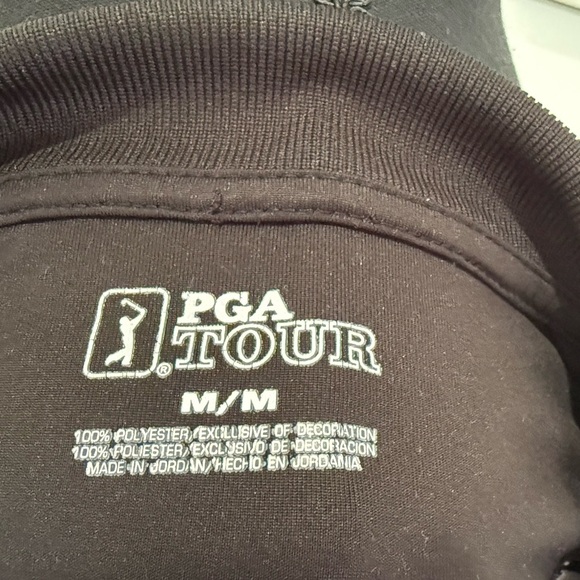 PGA
TOUR®
M/M
100% POLYESTER/EXCLUSIVE OF DECORATION
100% POLIESTER/EXCLUSIVO DE DECORACION
MADE IN JORDAN/HECHO EN JORDANIA